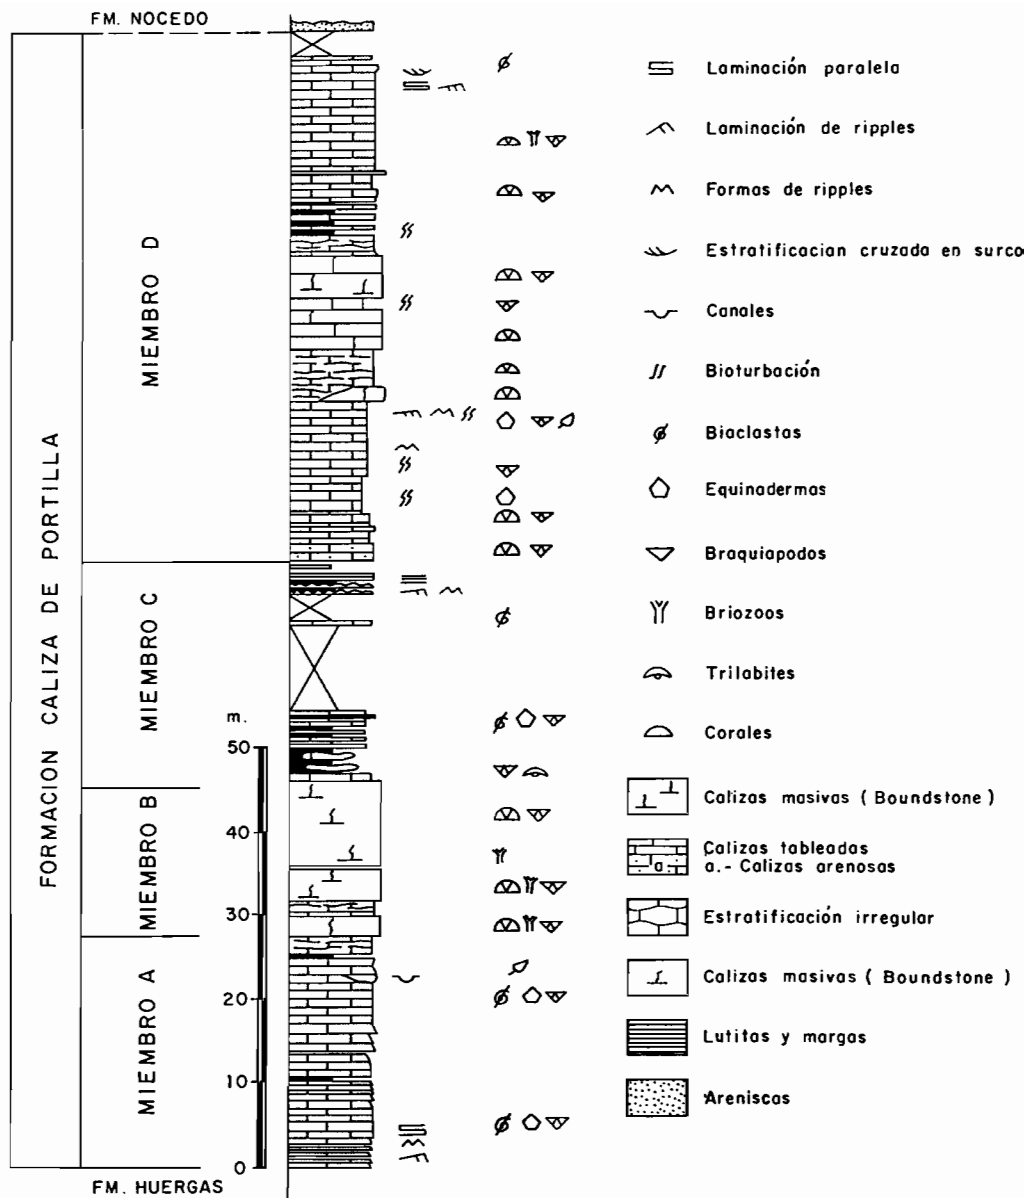 FM. NOCEDO
FORMACION CALIZA DE PORTILLA
MIEMBRO D
MIEMBRO C
MIEMBRO B
MIEMBRO A
m.
50
40
30
20
10
0
FM. HUERGAS
Laminación paralela
Laminación de ripples
Formas de ripples
Estratificacian cruzada en surco
Canales
Bioturbación
Biaclastas
Equinadermas
Braquiapodos
Briozoos
Trilabites
Corales
Calizas masivas ( Boundstone )
Calizas tableadas
a.- Calizas arenosas
a
Estratificación irregular
Calizas masivas ( Boundstone )
Lutitas y margas
Areniscas